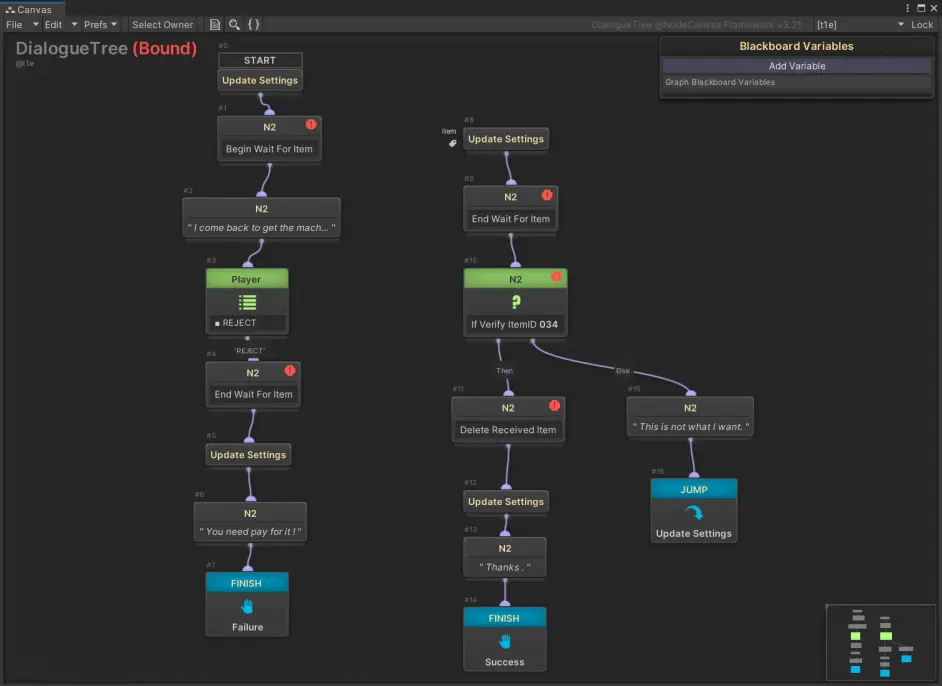 Canvas
File Edit Prefs Select Owner { } DialogueTree @NodeCanvas Framework v3.21 [t1e] Lock
DialogueTree (Bound)
@t1e
Blackboard Variables
Add Variable
Graph Blackboard Variables
#0
START
Update Settings
#1
N2
Begin Wait For Item
#2
N2
" I come back to get the mach... "
#3
Player
REJECT
'REJECT'
#4
N2
End Wait For Item
#5
Update Settings
#6
N2
" You need pay for it ! "
#7
FINISH
Failure
Item
#8
Update Settings
#9
N2
End Wait For Item
#10
N2
If Verify ItemID 034
Then
Else
#11
N2
Delete Received Item
#12
Update Settings
#13
N2
" Thanks . "
#14
FINISH
Success
#15
N2
" This is not what I want. "
#16
JUMP
Update Settings